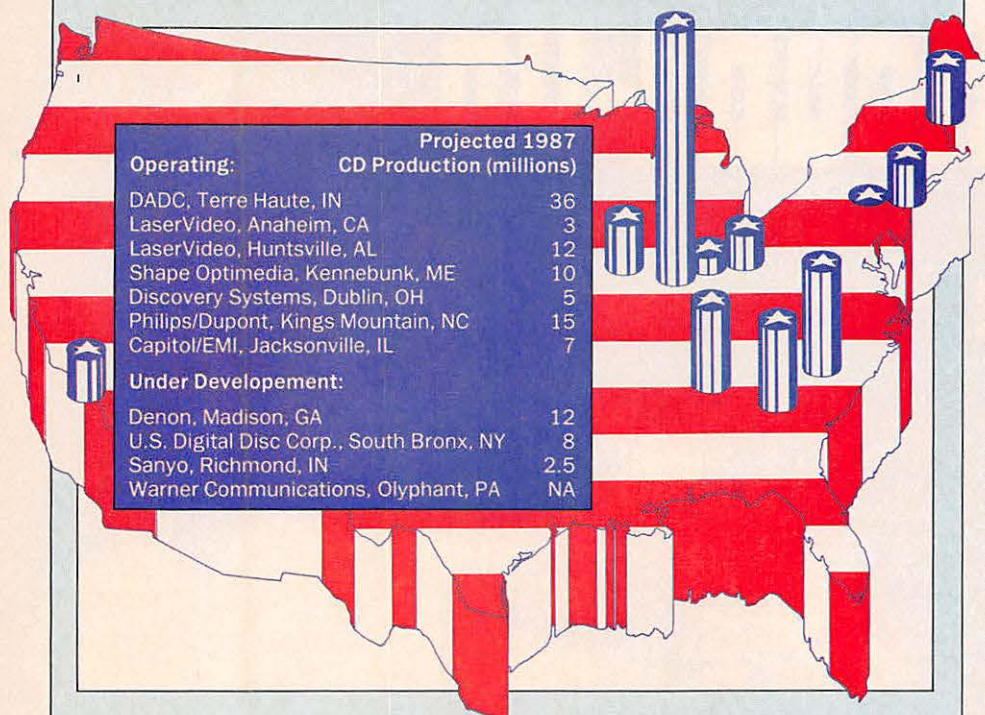 Projected 1987
Operating: CD Production (millions)
DADC, Terre Haute, IN 36
LaserVideo, Anaheim, CA 3
LaserVideo, Huntsville, AL 12
Shape Optimedia, Kennebunk, ME 10
Discovery Systems, Dublin, OH 5
Philips/Dupont, Kings Mountain, NC 15
Capitol/EMI, Jacksonville, IL 7
Under Developement:
Denon, Madison, GA 12
U.S. Digital Disc Corp., South Bronx, NY 8
Sanyo, Richmond, IN 2.5
Warner Communications, Olyphant, PA NA